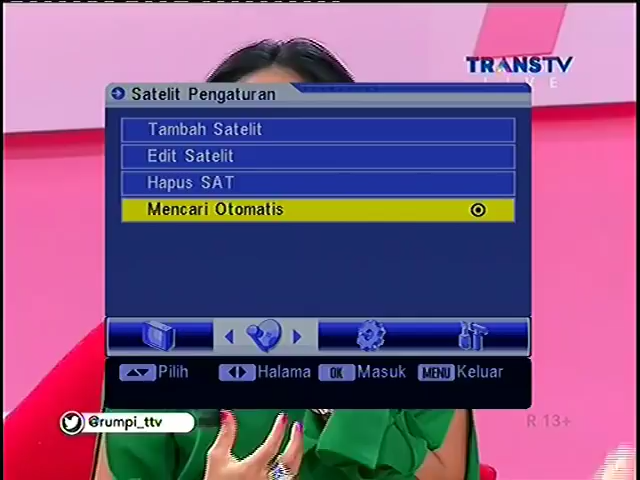 TRANSTV
LIVE
Satelit Pengaturan
Tambah Satelit
Edit Satelit
Hapus SAT
Mencari Otomatis
Pilih
Halama
OK Masuk
MENU Keluar
@rumpi_ttv
R 13+